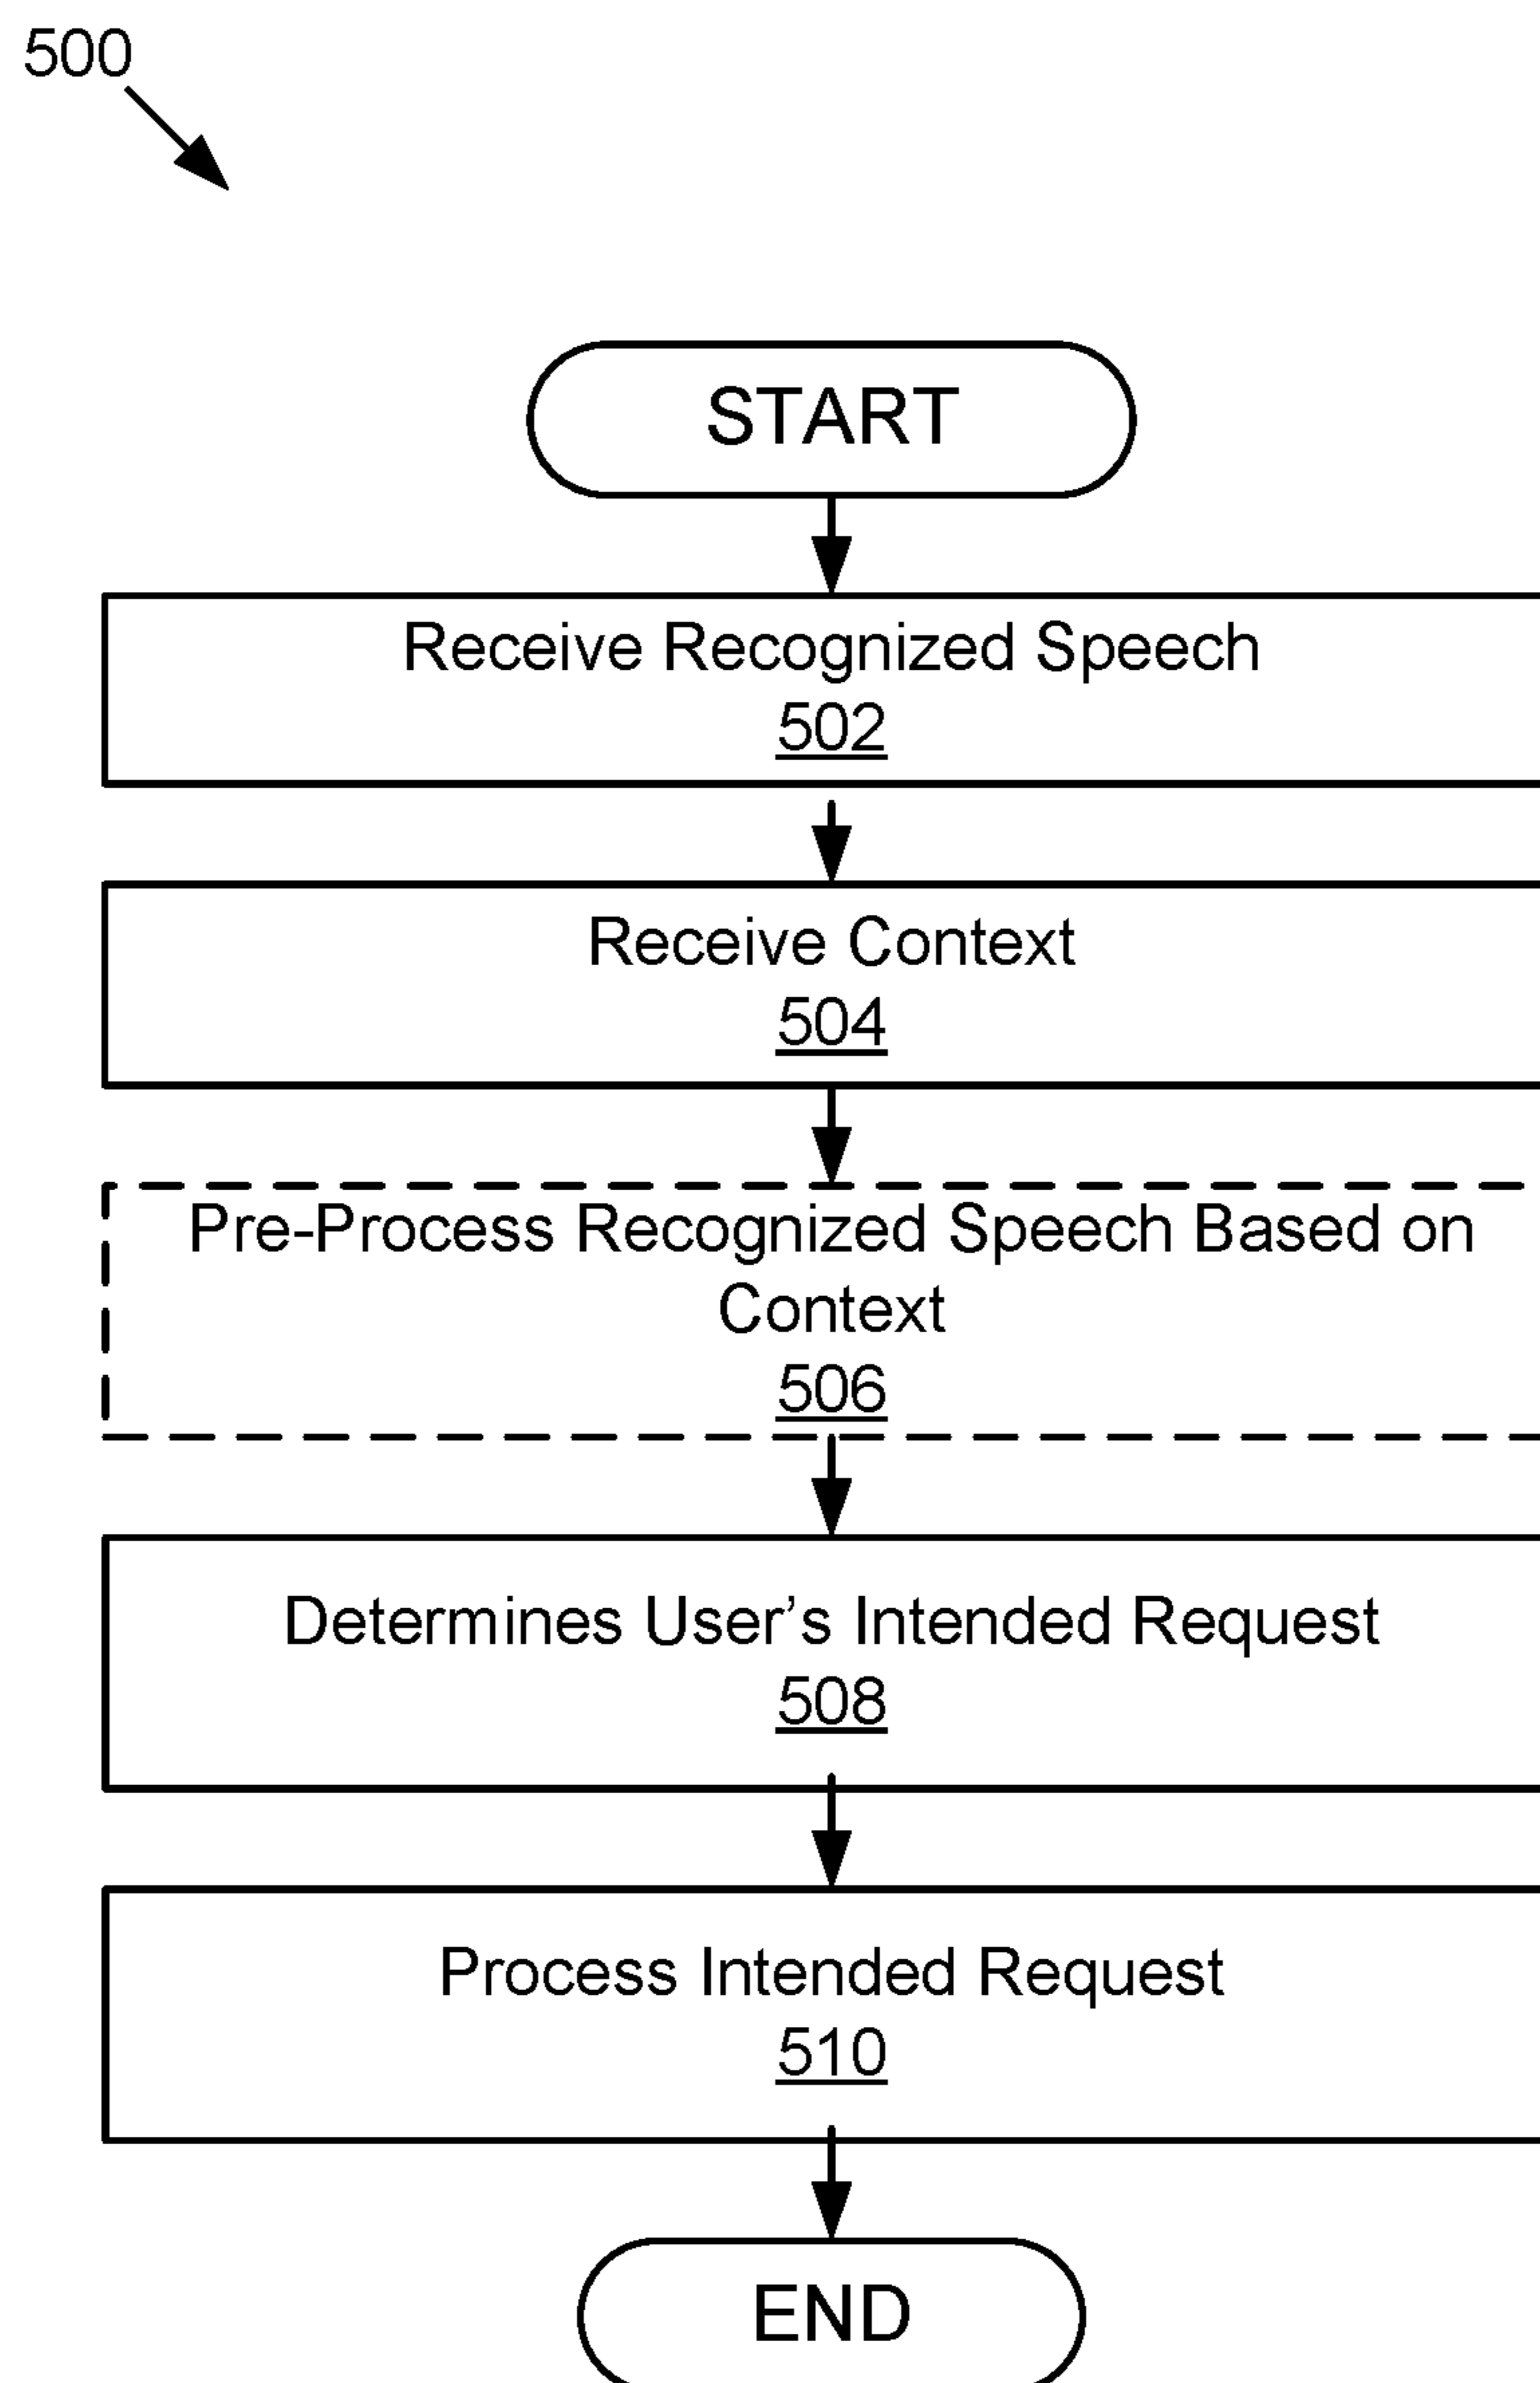 500
START
Receive Recognized Speech
502
Receive Context
504
Pre-Process Recognized Speech Based on
Context
506
Determines User’s Intended Request
508
Process Intended Request
510
END